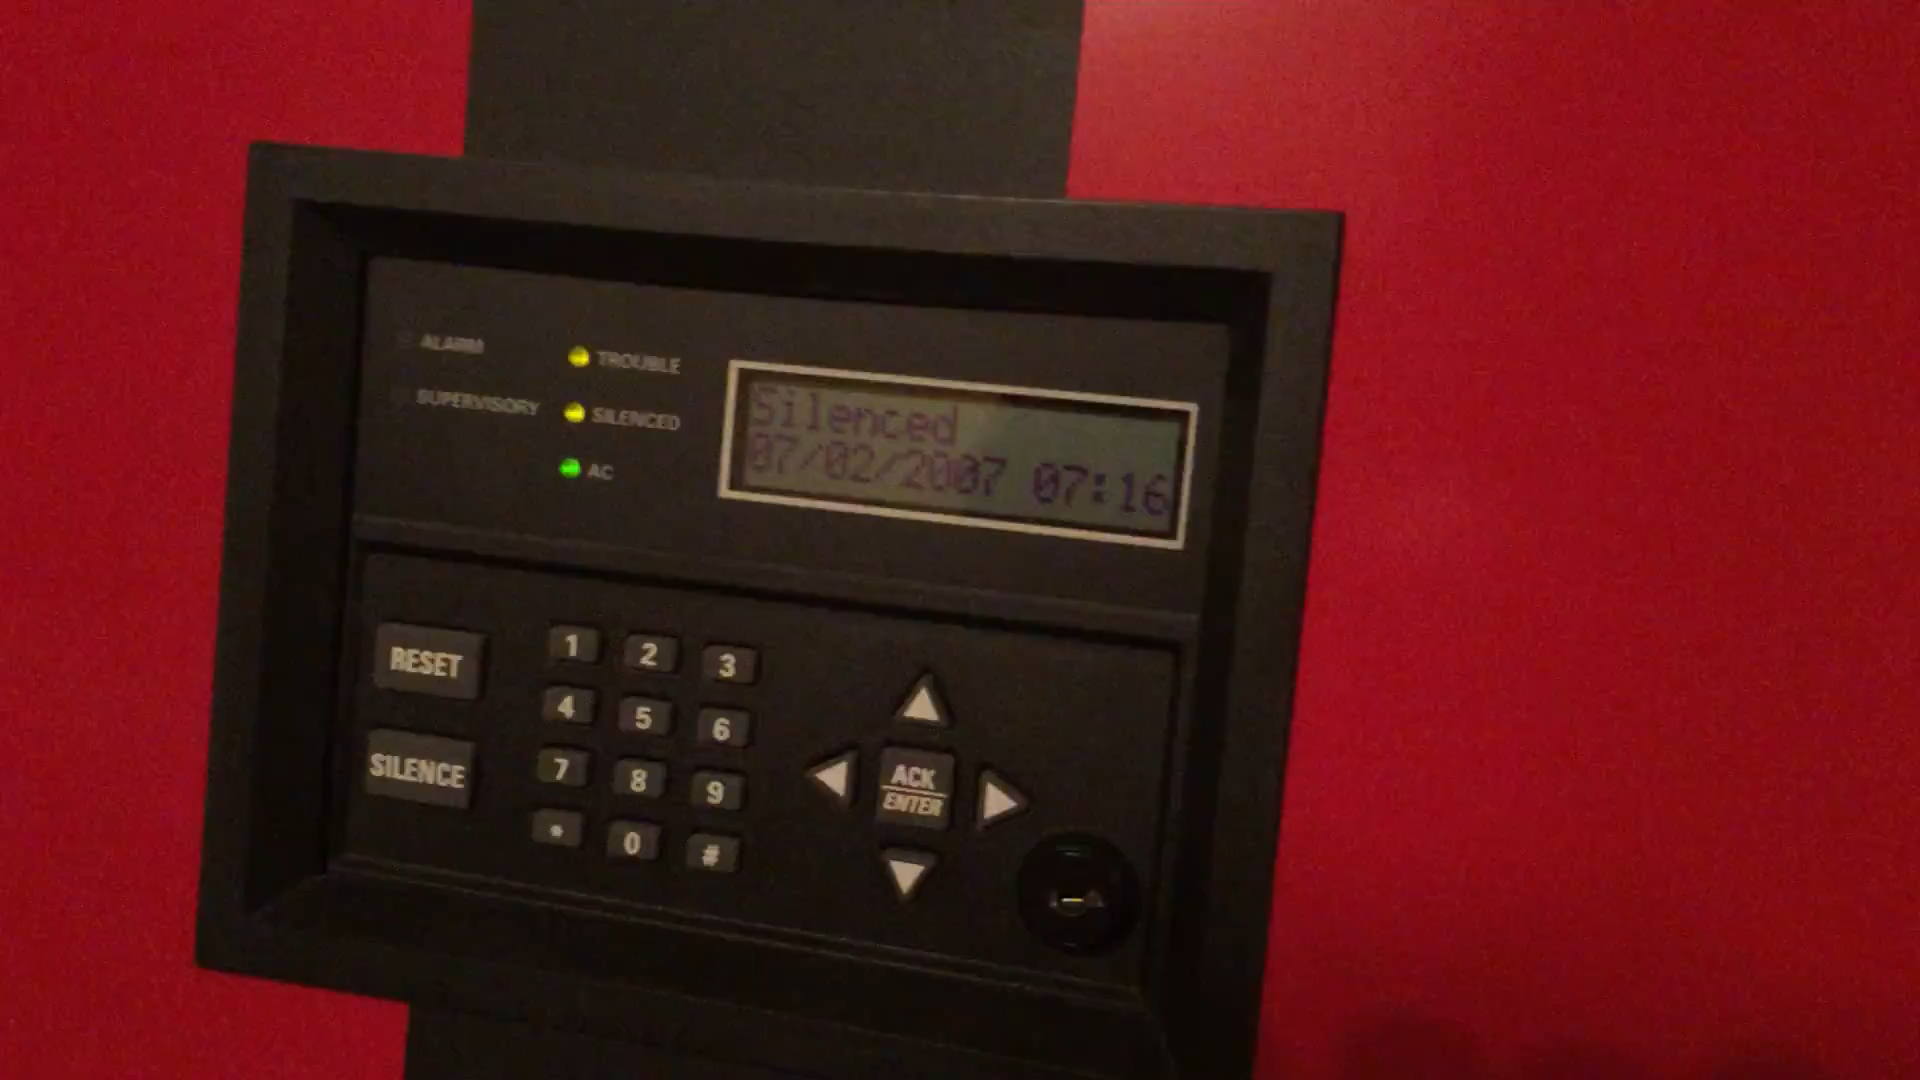 ALARM
TROUBLE
SUPERVISORY
SILENCED
AC
Silenced
07/02/2007 07:16
RESET
SILENCE
1 2 3
4 5 6
7 8 9
* 0 #
ACK
ENTER